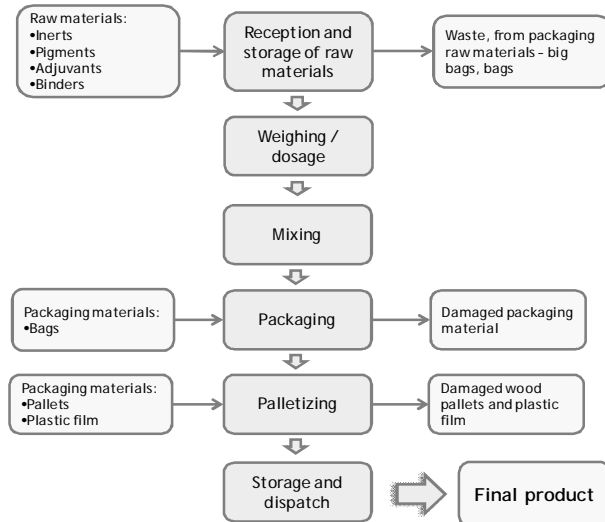 Raw materials:
•Inerts
•Pigments
•Adjuvants
•Binders
Reception and
storage of raw
materials
Waste, from packaging
raw materials – big
bags, bags
Weighing /
dosage
Mixing
Packaging materials:
•Bags
Packaging
Damaged packaging
material
Packaging materials:
•Pallets
•Plastic film
Palletizing
Damaged wood
pallets and plastic
film
Storage and
dispatch
Final product